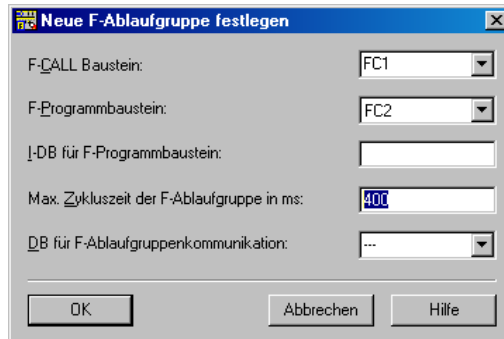 Neue F-Ablaufgruppe festlegen
F-CALL Baustein: FC1
F-Programmbaustein: FC2
I-DB für F-Programmbaustein:
Max. Zykluszeit der F-Ablaufgruppe in ms: 400
DB für F-Ablaufgruppenkommunikation: ---
OK Abbrechen Hilfe